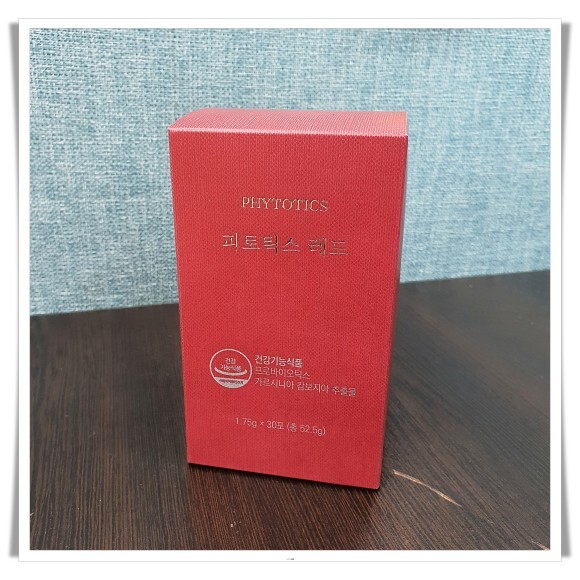 PHYTOTICS
피토틱스 레드
건강
기능식품
건강기능식품
프로바이오틱스
가르시니아 캄보지아 추출물
1.75g × 30포 (총 52.5g)